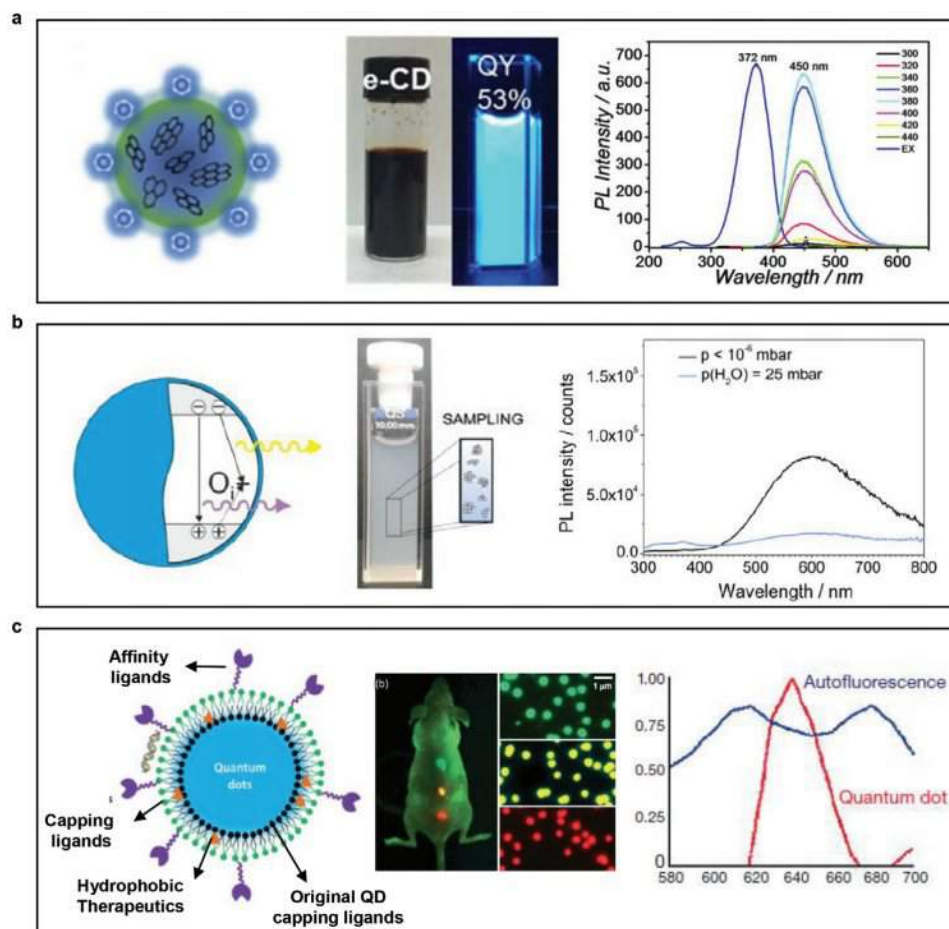 a
e-CD
QY
53%
PL Intensity / a.u.
700
600
500
400
300
200
100
0
372 nm
450 nm
300
320
340
360
380
400
420
440
EX
200
300
400
500
600
Wavelength / nm
b
O
i
QS
10.00mm
SAMPLING
PL intensity / counts
1.5x10⁵
1.0x10⁵
5.0x10⁴
0.0
p < 10⁻⁶ mbar
p(H₂O) = 25 mbar
300
400
500
600
700
800
Wavelength / nm
c
Affinity
ligands
Quantum
dots
Capping
ligands
Hydrophobic
Therapeutics
Original QD
capping ligands
(b)
1 µm
1.00
0.75
0.50
0.25
0
Autofluorescence
Quantum dot
580
600
620
640
660
680
700